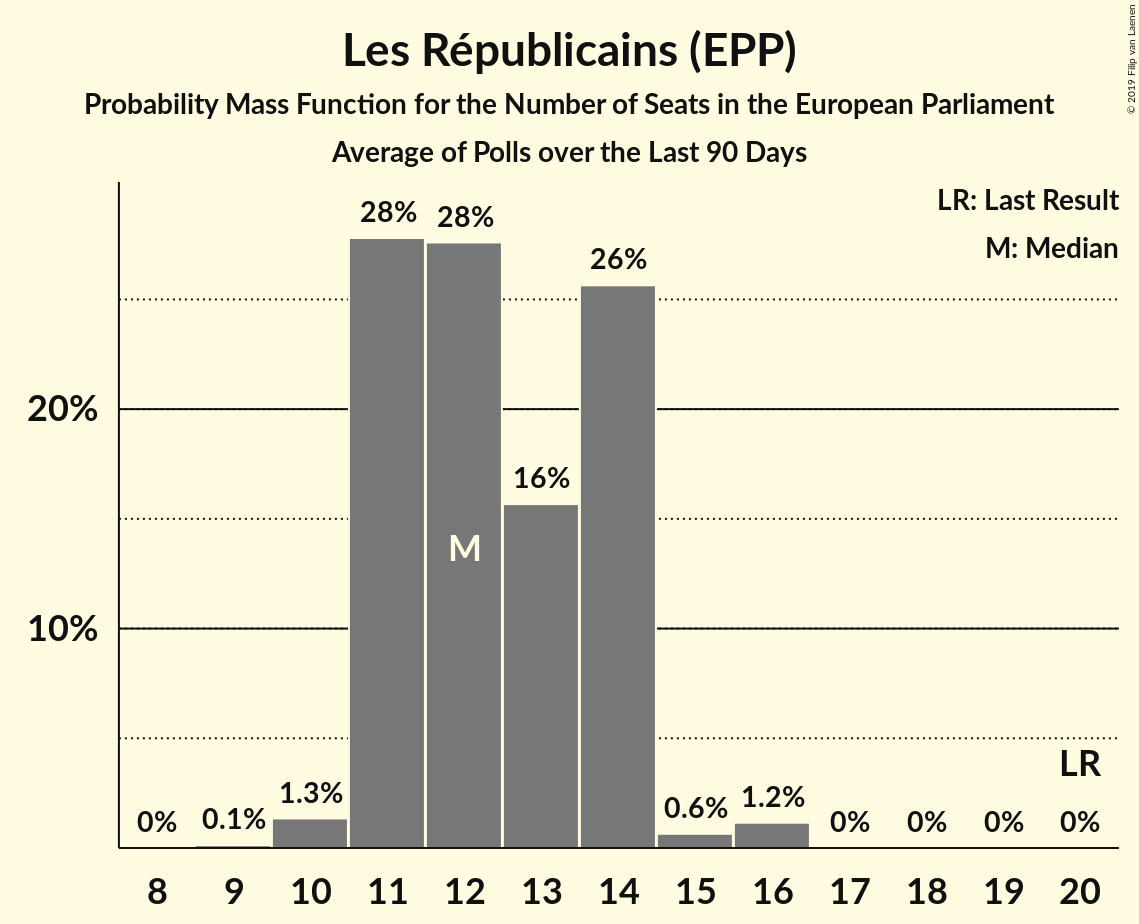 Les Républicains (EPP)
Probability Mass Function for the Number of Seats in the European Parliament
Average of Polls over the Last 90 Days
© 2019 Filip van Laenen
LR: Last Result
M: Median
28%
28%
26%
20%
16%
M
10%
LR
0%
0.1%
1.3%
0.6%
1.2%
0%
0%
0%
0%
8 9 10 11 12 13 14 15 16 17 18 19 20